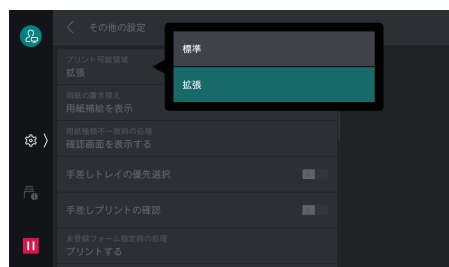 その他の設定
標準
拡張
プリント可能領域
拡張
用紙の置き換え
用紙補給を表示
用紙種類不一致時の処理
確認画面を表示する
手差しトレイの優先選択
手差しプリントの確認
未登録フォーム指定時の処理
プリントする